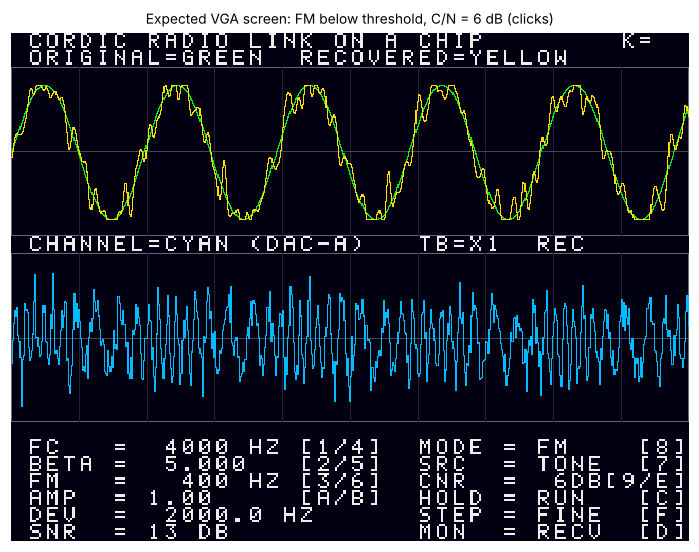 Expected VGA screen: FM below threshold, C/N = 6 dB (clicks)
CORDIC RADIO LINK ON A CHIP K=
ORIGINAL=GREEN RECOVERED=YELLOW
CHANNEL=CYAN (DAC-A) TB=X1 REC
FC = 4000 HZ [1/4] MODE = FM [8]
BETA = 5.000 [2/5] SRC = TONE [7]
FM = 400 HZ [3/6] CNR = 6DB[9/E]
AMP = 1.00 [A/B] HOLD = RUN [C]
DEV = 2000.0 HZ STEP = FINE [F]
SNR = 13 DB MON = RECV [D]